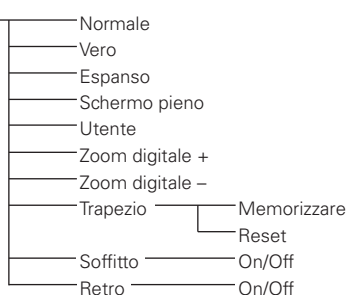 Normale
Vero
Espanso
Schermo pieno
Utente
Zoom digitale +
Zoom digitale –
Trapezio Memorizzare
Reset
Soffitto On/Off
Retro On/Off